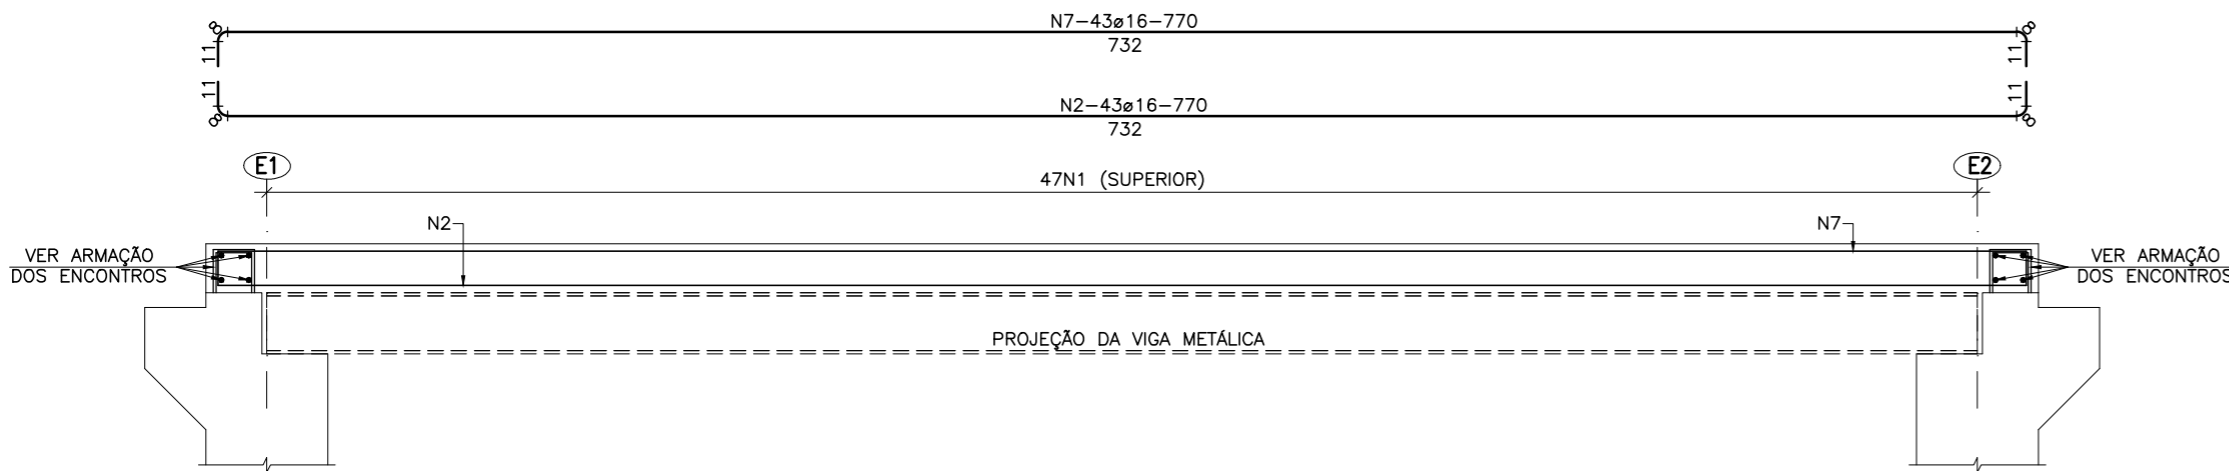 N7-43ø16-770
732
8
11
8
11
11
8
11
8
N2-43ø16-770
732
E1
E2
47N1 (SUPERIOR)
N2
N7
VER ARMAÇÃO
DOS ENCONTROS
VER ARMAÇÃO
DOS ENCONTROS
PROJEÇÃO DA VIGA METÁLICA